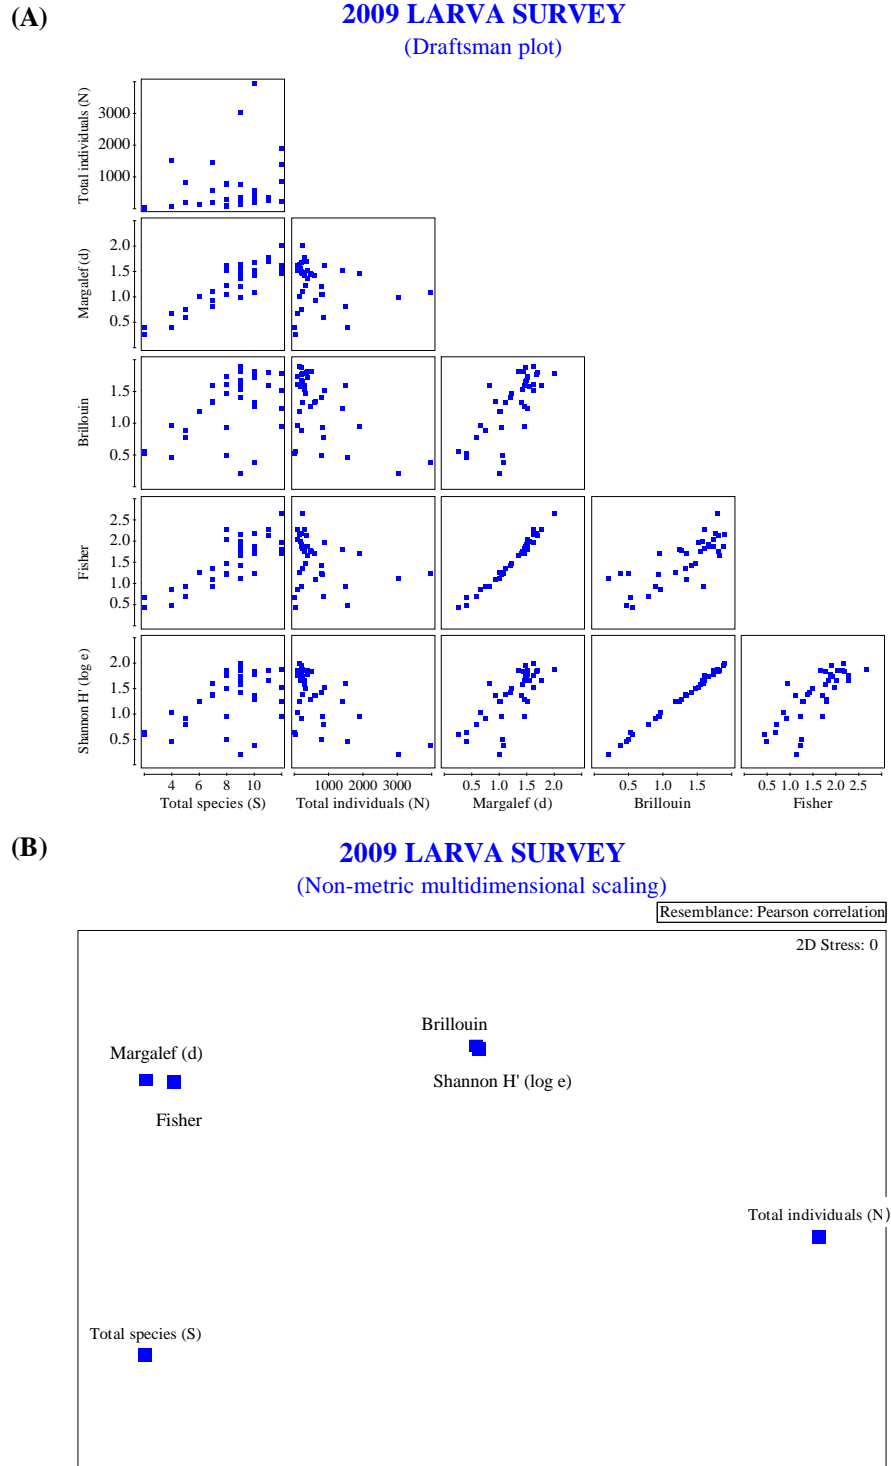 (A)
2009 LARVA SURVEY
(Draftsman plot)
Total individuals (N)
3000
2000
1000
Margalef (d)
2.0
1.5
1.0
0.5
Brillouin
1.5
1.0
0.5
Fisher
2.5
2.0
1.5
1.0
0.5
Shannon H' (log e)
2.0
1.5
1.0
0.5
4 6 8 10
1000 2000 3000
0.5 1.0 1.5 2.0
0.5 1.0 1.5
0.5 1.0 1.5 2.0 2.5
Total species (S) Total individuals (N) Margalef (d) Brillouin Fisher
(B)
2009 LARVA SURVEY
(Non-metric multidimensional scaling)
Resemblance: Pearson correlation
2D Stress: 0
Brillouin
Margalef (d)
Shannon H' (log e)
Fisher
Total individuals (N)
Total species (S)